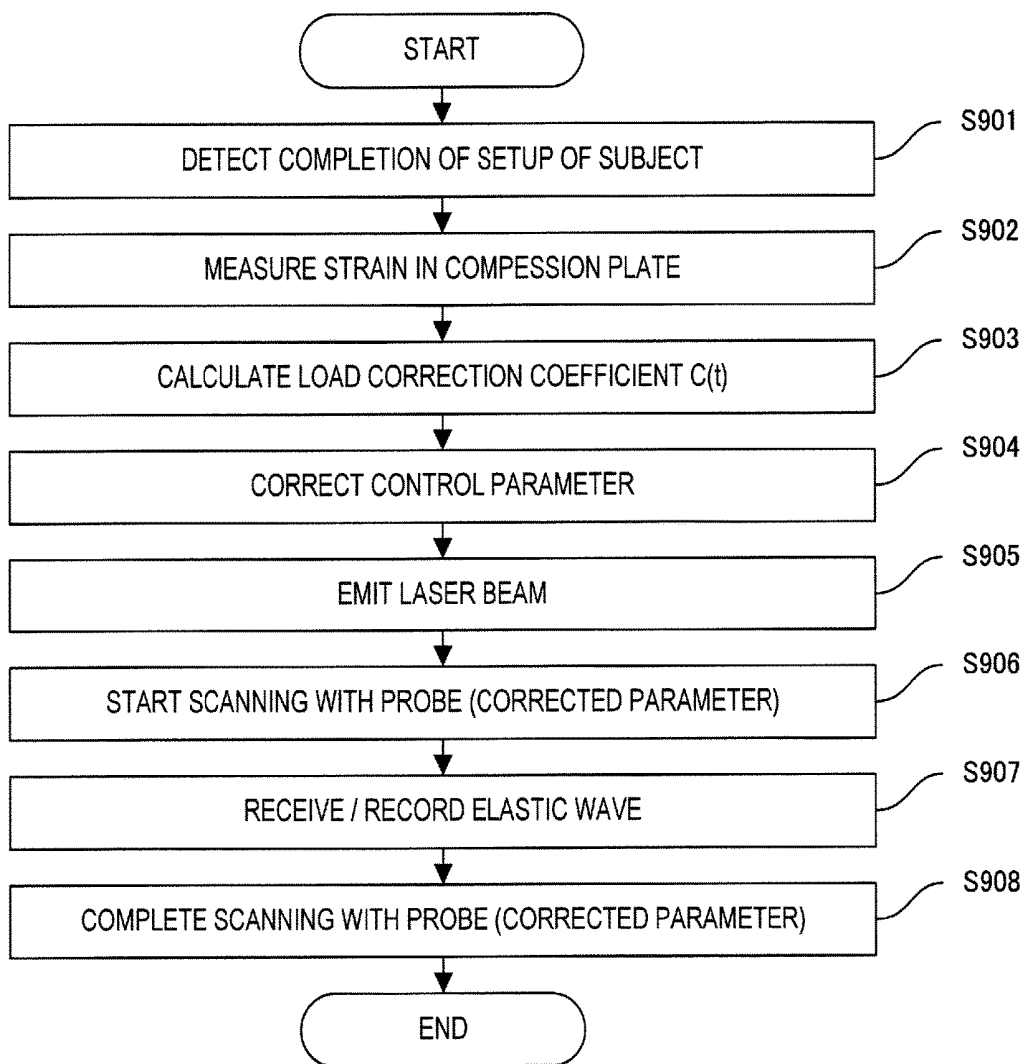 START
S901
DETECT COMPLETION OF SETUP OF SUBJECT
S902
MEASURE STRAIN IN COMPESSION PLATE
S903
CALCULATE LOAD CORRECTION COEFFICIENT C(t)
S904
CORRECT CONTROL PARAMETER
S905
EMIT LASER BEAM
S906
START SCANNING WITH PROBE (CORRECTED PARAMETER)
S907
RECEIVE / RECORD ELASTIC WAVE
S908
COMPLETE SCANNING WITH PROBE (CORRECTED PARAMETER)
END